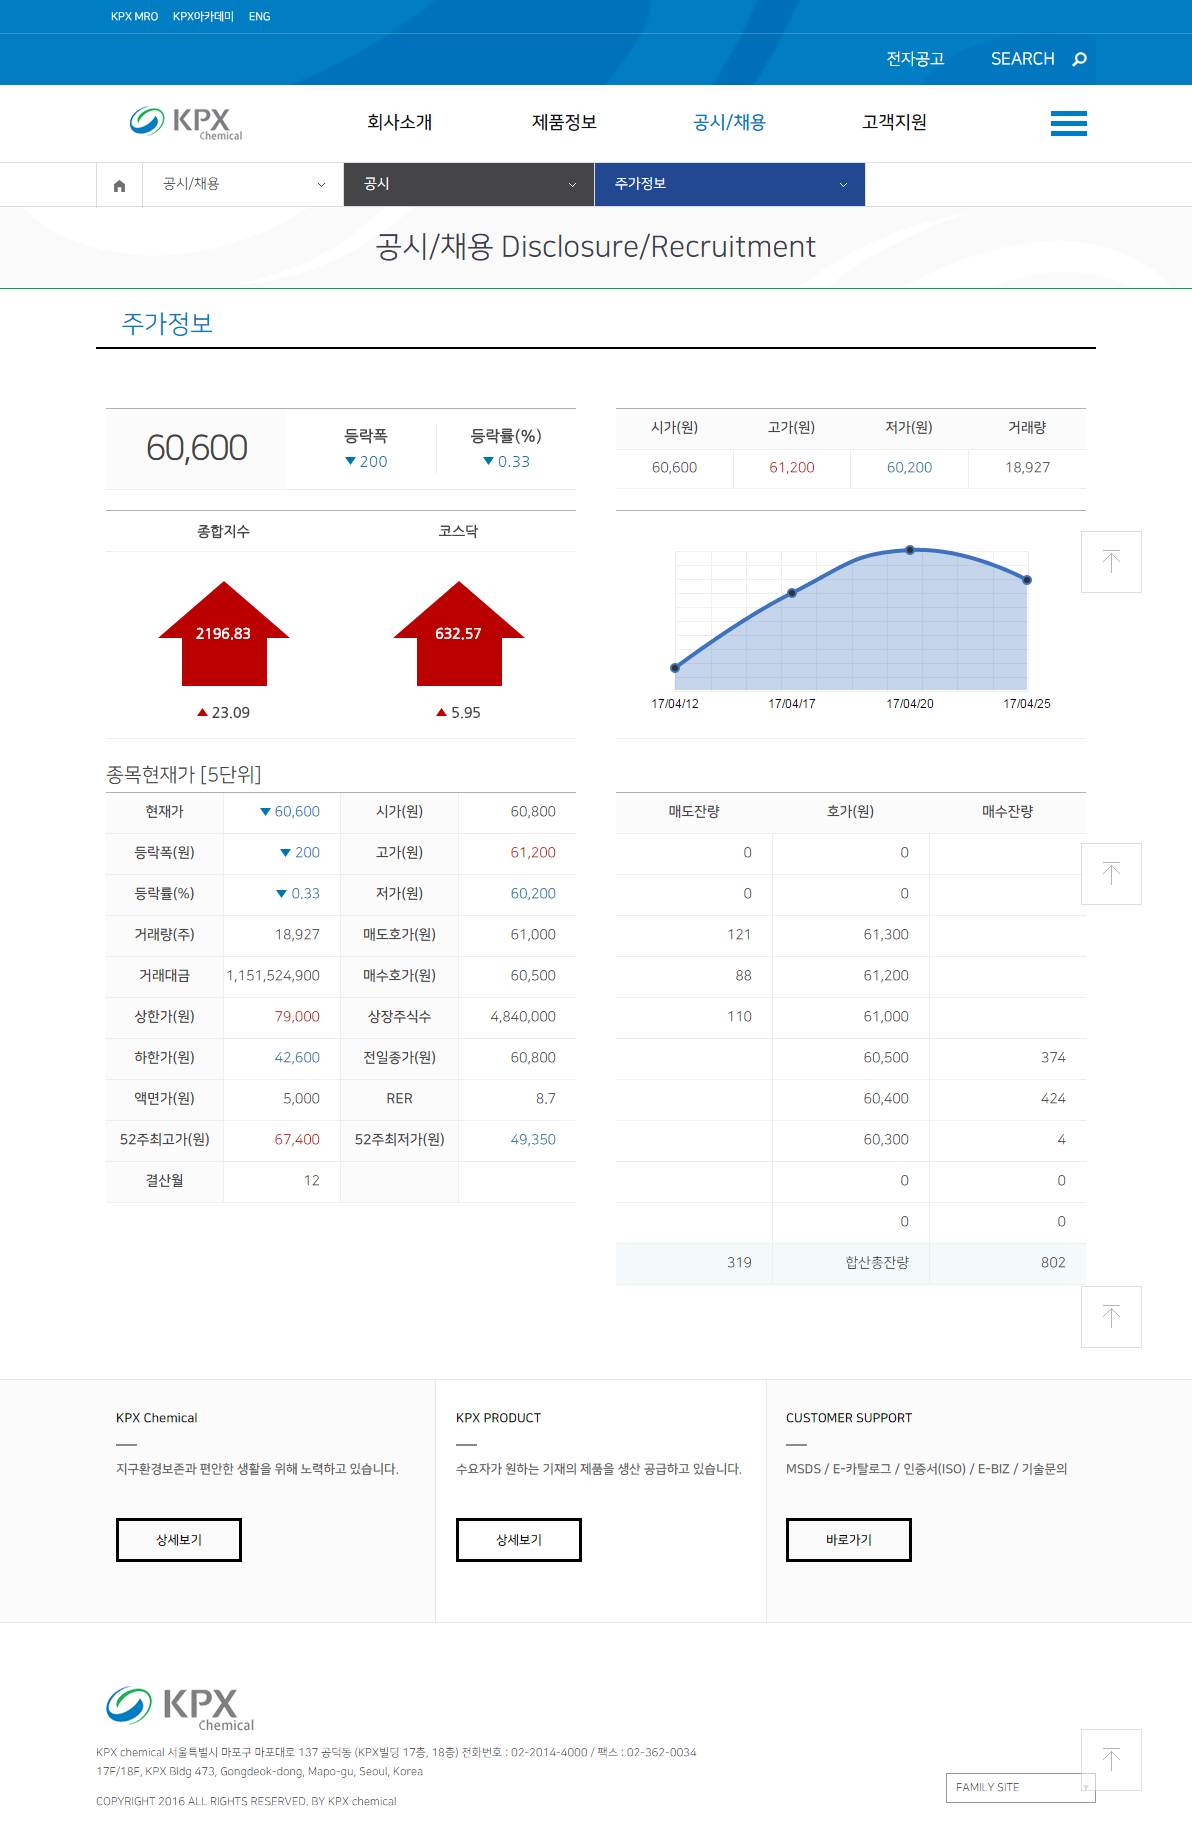 KPX MRO KPX아카데미 ENG
전자공고 SEARCH
KPX Chemical 회사소개 제품정보 공시/채용 고객지원
공시/채용 공시 주가정보
공시/채용 Disclosure/Recruitment
주가정보
60,600 등락폭 등락률(%)
200 0.33
시가(원) 고가(원) 저가(원) 거래량
60,600 61,200 60,200 18,927
종합지수 코스닥
2196.83 632.57
23.09 5.95
17/04/12 17/04/17 17/04/20 17/04/25
종목현재가 [5단위]
현재가 60,600 시가(원) 60,800
등락폭(원) 200 고가(원) 61,200
등락률(%) 0.33 저가(원) 60,200
거래량(주) 18,927 매도호가(원) 61,000
거래대금 1,151,524,900 매수호가(원) 60,500
상한가(원) 79,000 상장주식수 4,840,000
하한가(원) 42,600 전일종가(원) 60,800
액면가(원) 5,000 RER 8.7
52주최고가(원) 67,400 52주최저가(원) 49,350
결산월 12
매도잔량 호가(원) 매수잔량
0 0
0 0
121 61,300
88 61,200
110 61,000
60,500 374
60,400 424
60,300 4
0 0
0 0
319 합산총잔량 802
KPX Chemical
지구환경보존과 편안한 생활을 위해 노력하고 있습니다.
상세보기
KPX PRODUCT
수요자가 원하는 기재의 제품을 생산 공급하고 있습니다.
상세보기
CUSTOMER SUPPORT
MSDS / E-카탈로그 / 인증서(ISO) / E-BIZ / 기술문의
바로가기
KPX Chemical
KPX chemical 서울특별시 마포구 마포대로 137 공덕동 (KPX빌딩 17층, 18층) 전화번호 : 02-2014-4000 / 팩스 : 02-362-0034
17F/18F, KPX Bldg 473, Gongdeok-dong, Mapo-gu, Seoul, Korea
COPYRIGHT 2016 ALL RIGHTS RESERVED. BY KPX chemical
FAMILY SITE